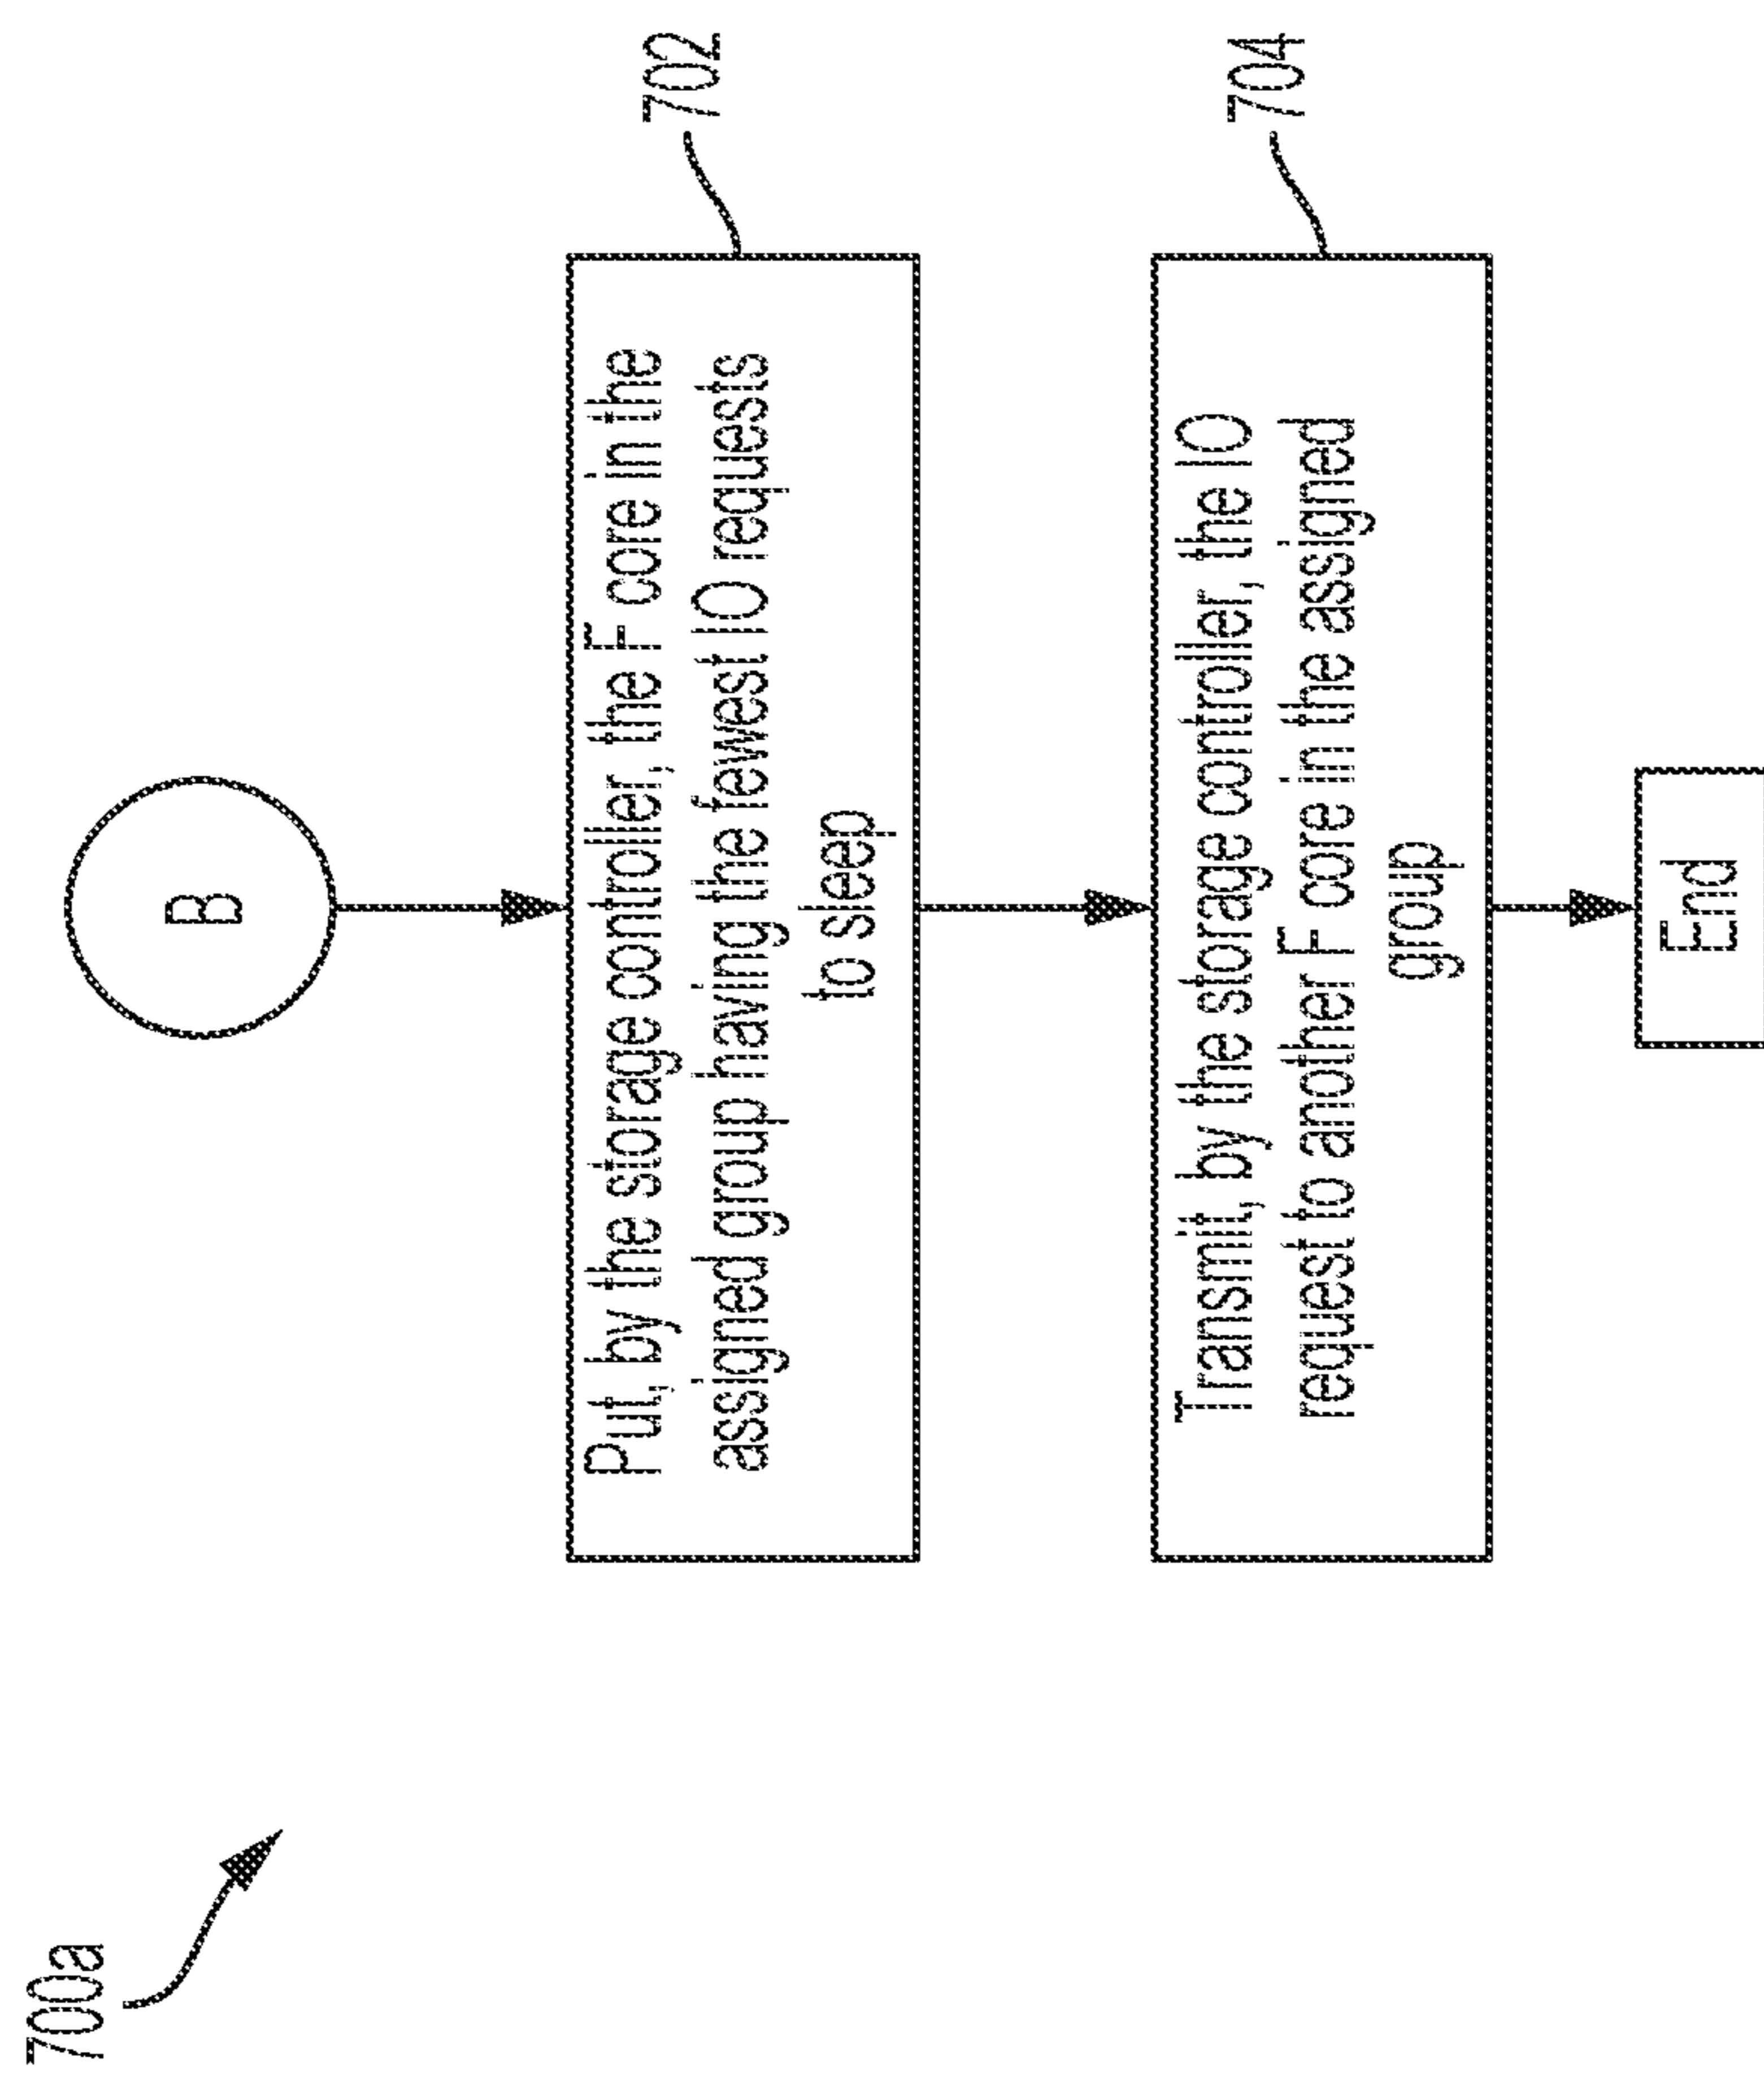 700a
B
Put, by the storage controller, the F core in the
assigned group having the fewest IO requests
to sleep
702
Transmit, by the storage controller, the IO
request to another F core in the assigned
group
704
End